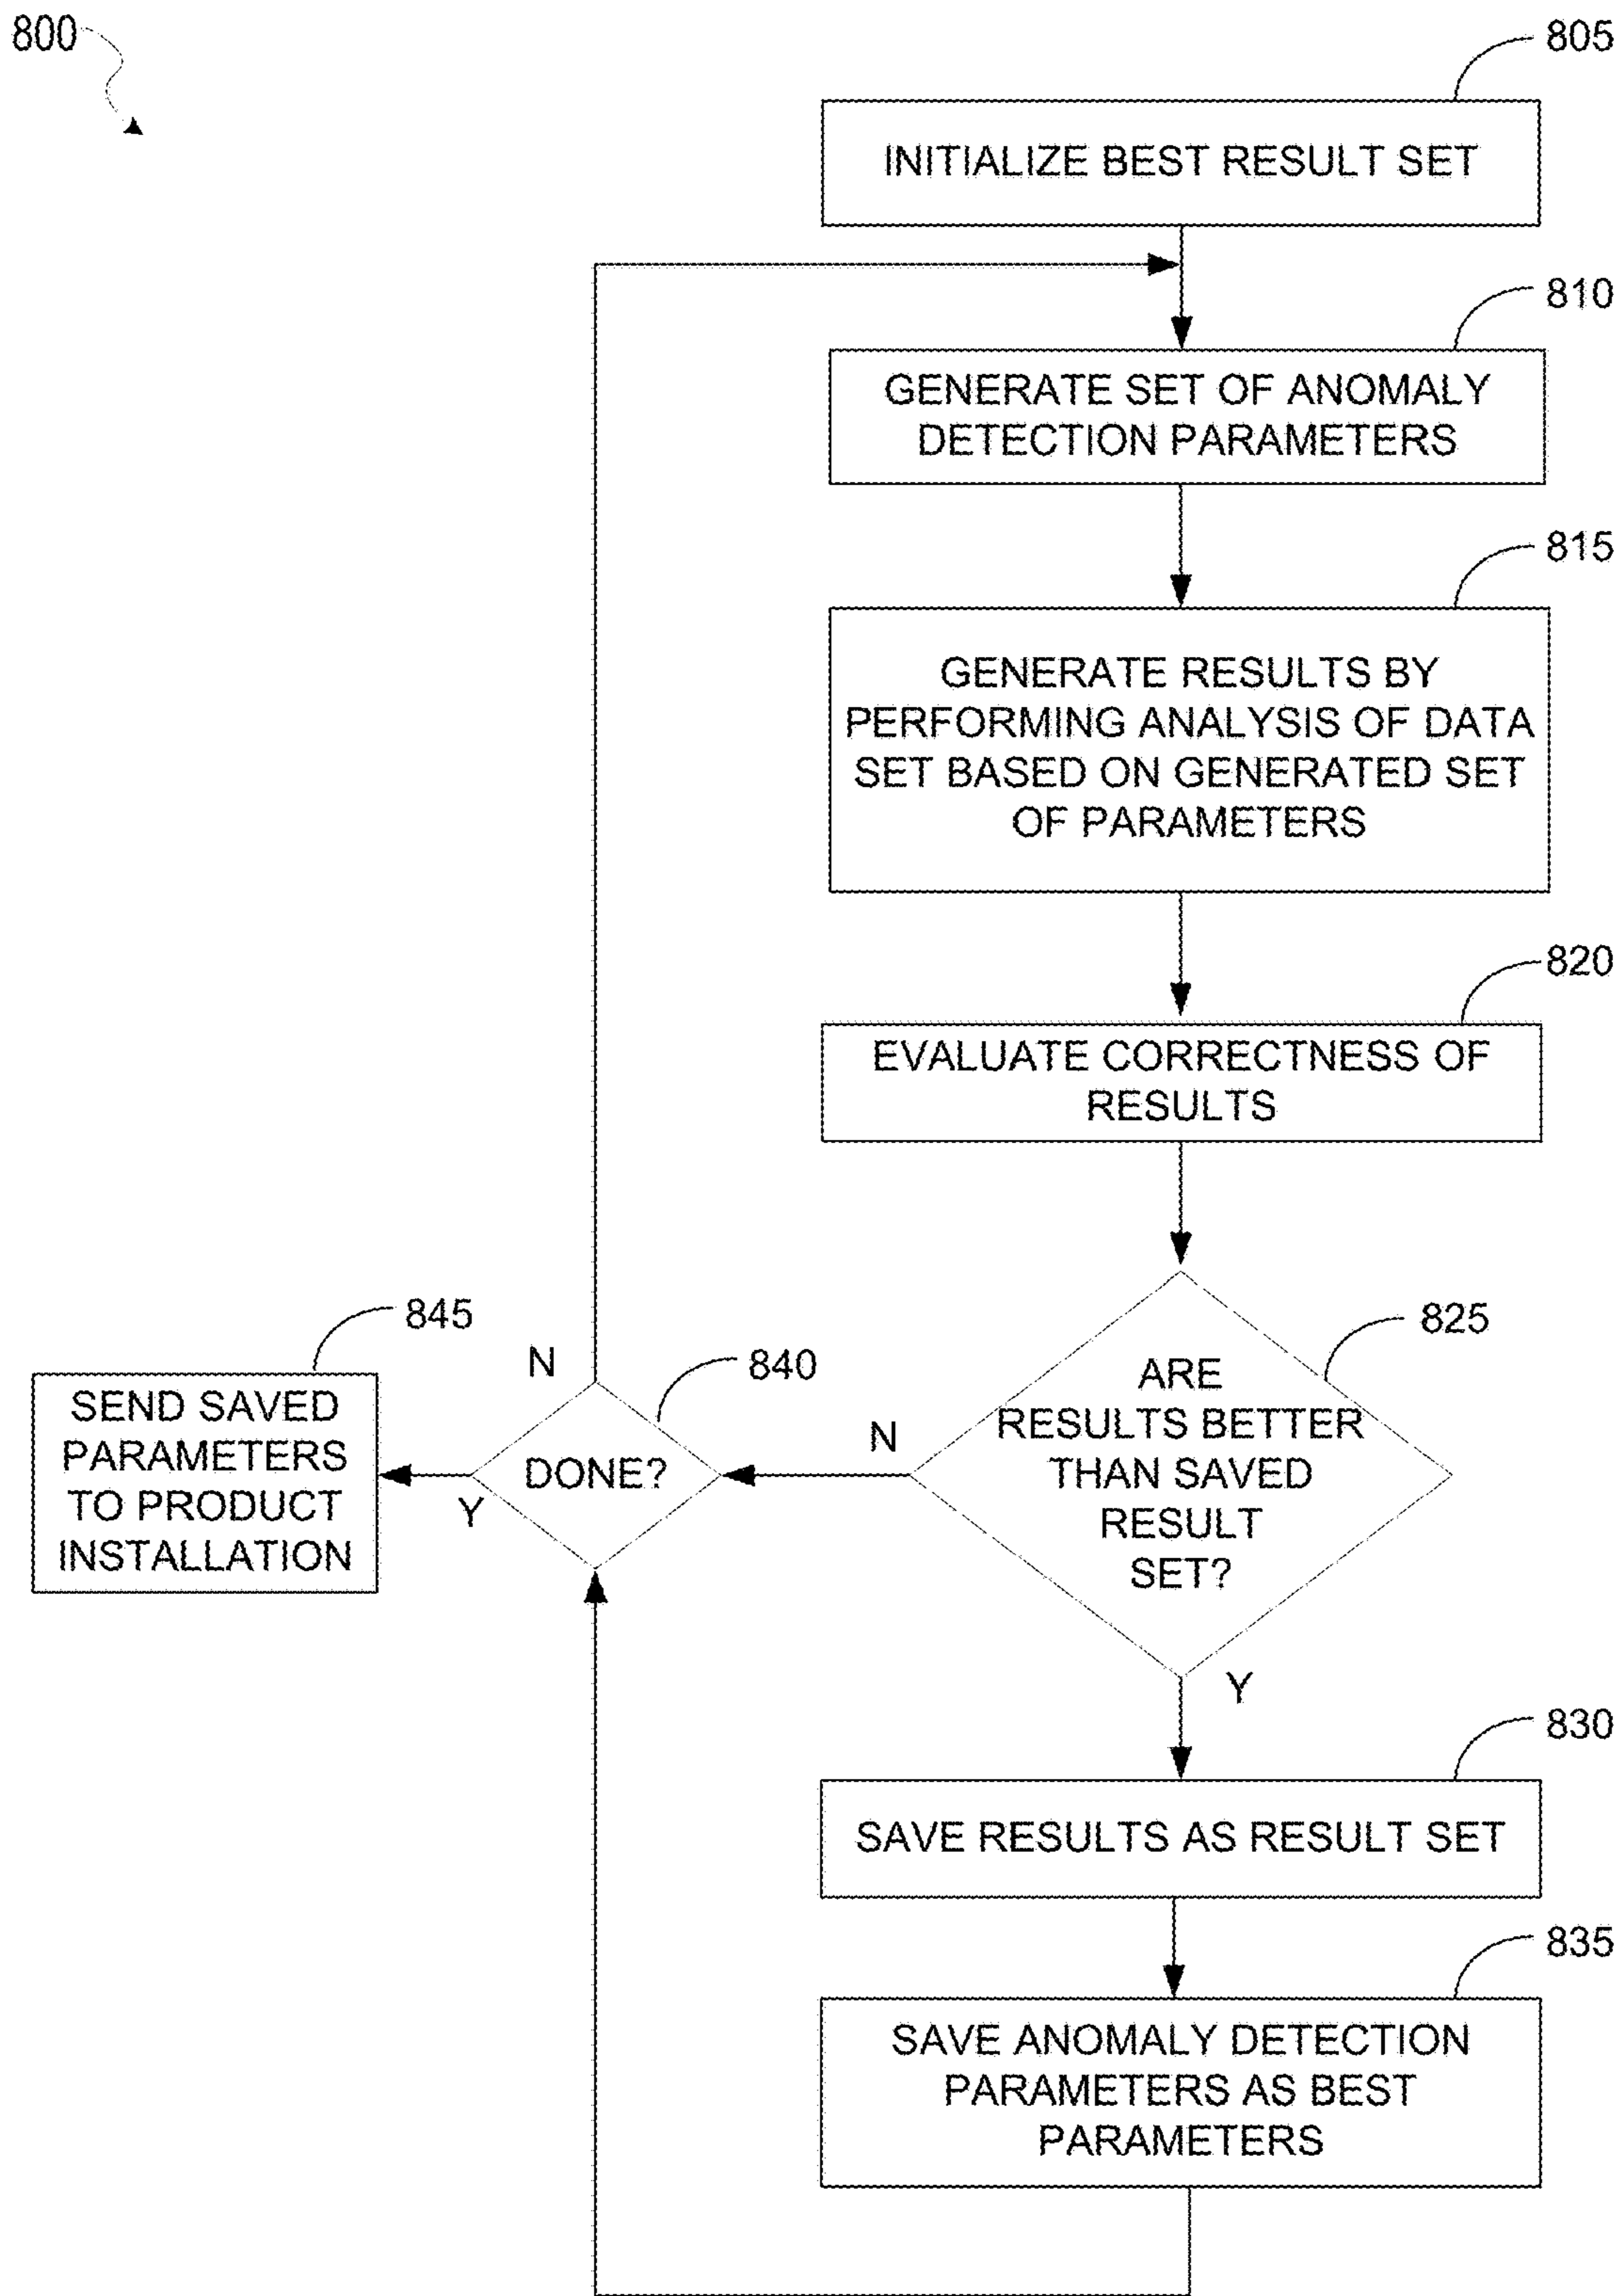 800
805
INITIALIZE BEST RESULT SET
810
GENERATE SET OF ANOMALY
DETECTION PARAMETERS
815
GENERATE RESULTS BY
PERFORMING ANALYSIS OF DATA
SET BASED ON GENERATED SET
OF PARAMETERS
820
EVALUATE CORRECTNESS OF
RESULTS
825
ARE
RESULTS BETTER
THAN SAVED
RESULT
SET?
N
Y
840
DONE?
N
Y
845
SEND SAVED
PARAMETERS
TO PRODUCT
INSTALLATION
830
SAVE RESULTS AS RESULT SET
835
SAVE ANOMALY DETECTION
PARAMETERS AS BEST
PARAMETERS